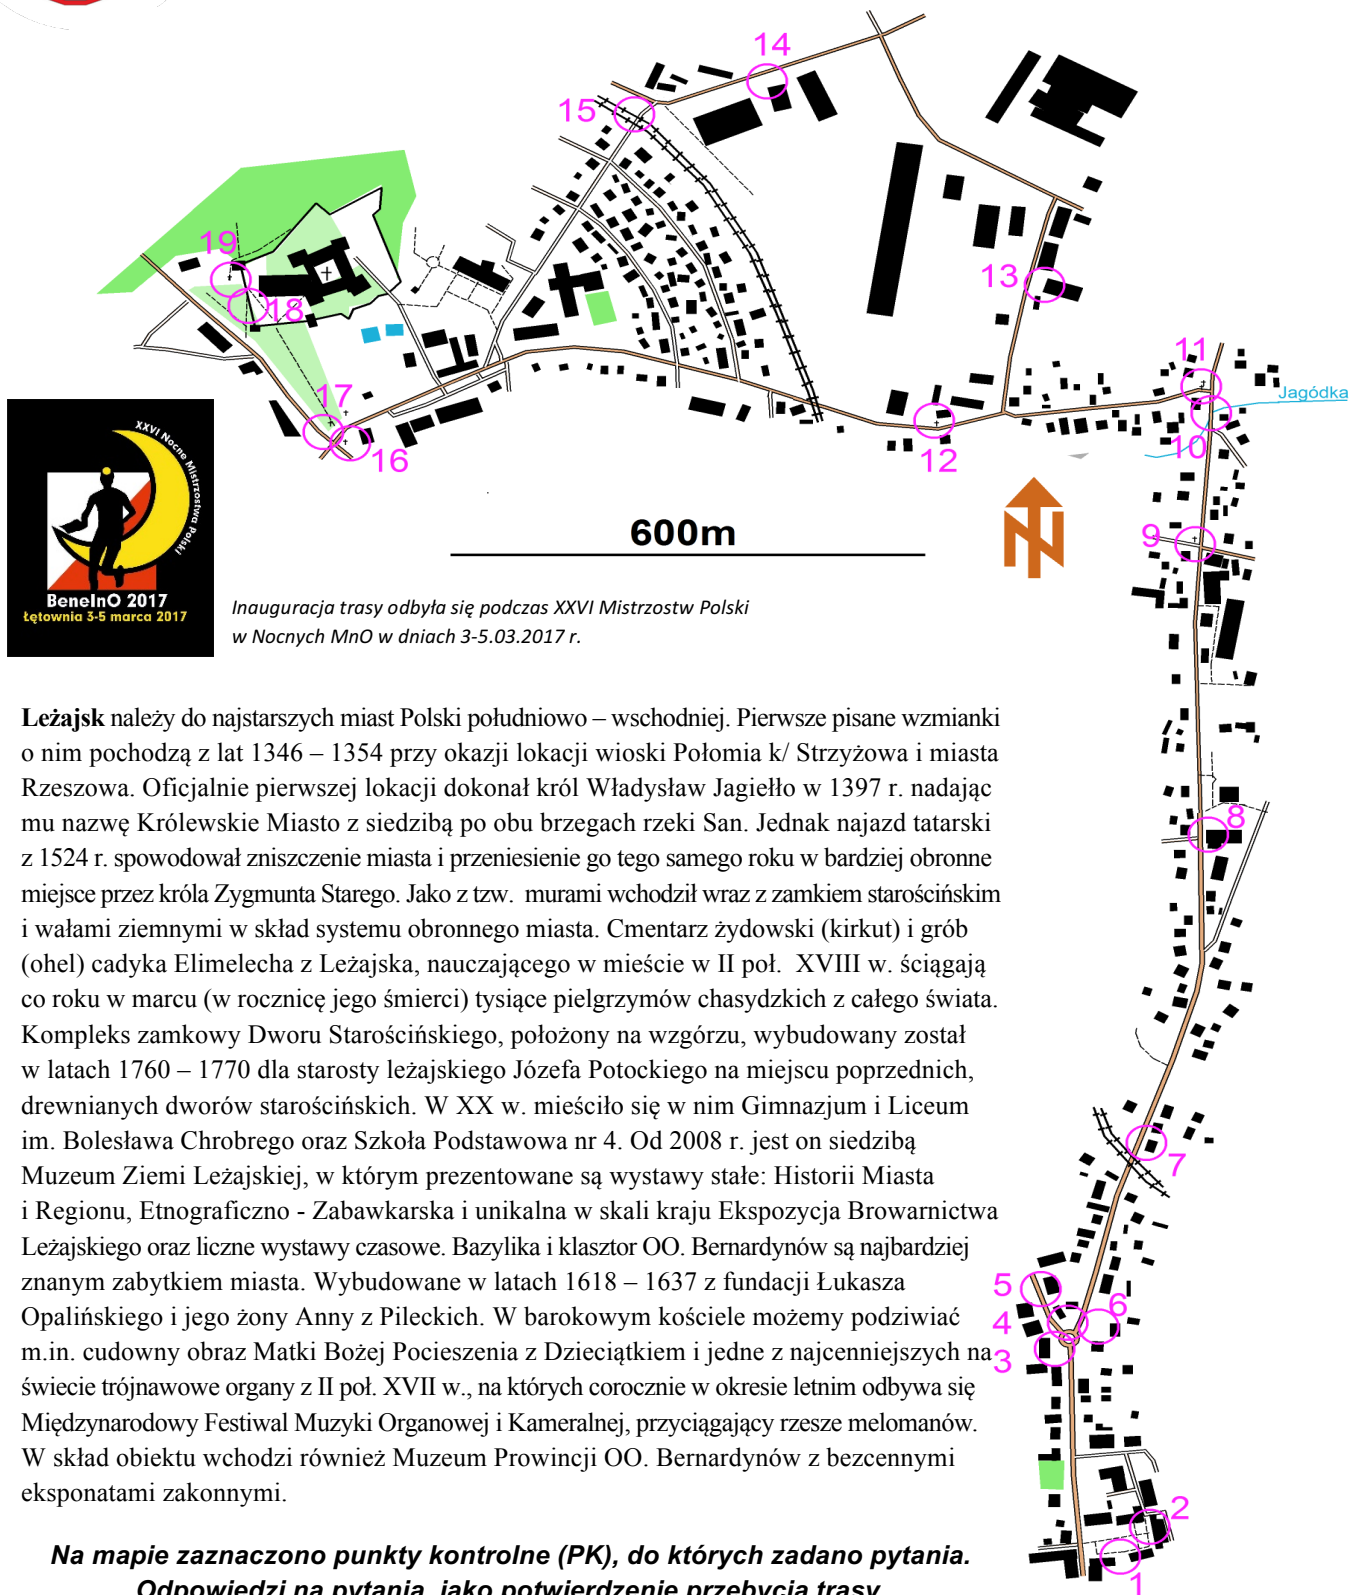 14
15
19
18
13
11
Jagódka
17
10
16
12
XXVI Nocne Mistrzostwa Polski
BeneInO 2017
Łętownia 3-5 marca 2017
600m
N
9
Inauguracja trasy odbyła się podczas XXVI Mistrzostw Polski
w Nocnych MnO w dniach 3-5.03.2017 r.
Leżajsk należy do najstarszych miast Polski południowo – wschodniej. Pierwsze pisane wzmianki
o nim pochodzą z lat 1346 – 1354 przy okazji lokacji wioski Połomia k/ Strzyżowa i miasta
Rzeszowa. Oficjalnie pierwszej lokacji dokonał król Władysław Jagiełło w 1397 r. nadając
mu nazwę Królewskie Miasto z siedzibą po obu brzegach rzeki San. Jednak najazd tatarski
z 1524 r. spowodował zniszczenie miasta i przeniesienie go tego samego roku w bardziej obronne
miejsce przez króla Zygmunta Starego. Jako z tzw. murami wchodził wraz z zamkiem starościńskim
i wałami ziemnymi w skład systemu obronnego miasta. Cmentarz żydowski (kirkut) i grób
(ohel) cadyka Elimelecha z Leżajska, nauczającego w mieście w II poł. XVIII w. ściągają
co roku w marcu (w rocznicę jego śmierci) tysiące pielgrzymów chasydzkich z całego świata.
Kompleks zamkowy Dworu Starościńskiego, położony na wzgórzu, wybudowany został
w latach 1760 – 1770 dla starosty leżajskiego Józefa Potockiego na miejscu poprzednich,
drewnianych dworów starościńskich. W XX w. mieściło się w nim Gimnazjum i Liceum
im. Bolesława Chrobrego oraz Szkoła Podstawowa nr 4. Od 2008 r. jest on siedzibą
Muzeum Ziemi Leżajskiej, w którym prezentowane są wystawy stałe: Historii Miasta
i Regionu, Etnograficzno - Zabawkarska i unikalna w skali kraju Ekspozycja Browarnictwa
Leżajskiego oraz liczne wystawy czasowe. Bazylika i klasztor OO. Bernardynów są najbardziej
znanym zabytkiem miasta. Wybudowane w latach 1618 – 1637 z fundacji Łukasza
Opalińskiego i jego żony Anny z Pileckich. W barokowym kościele możemy podziwiać
m.in. cudowny obraz Matki Bożej Pocieszenia z Dzieciątkiem i jedne z najcenniejszych na
świecie trójnawowe organy z II poł. XVII w., na których corocznie w okresie letnim odbywa się
Międzynarodowy Festiwal Muzyki Organowej i Kameralnej, przyciągający rzesze melomanów.
W skład obiektu wchodzi również Muzeum Prowincji OO. Bernardynów z bezcennymi
eksponatami zakonnymi.
8
7
5
6
4
3
2
1
Na mapie zaznaczono punkty kontrolne (PK), do których zadano pytania.
Odpowiedzi na pytania, jako potwierdzenie przebycia trasy